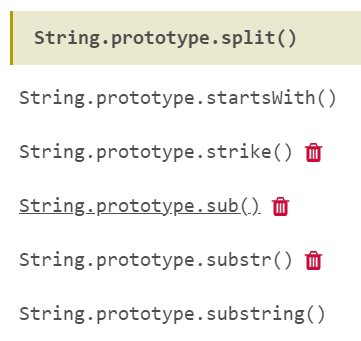 String.prototype.split()
String.prototype.startsWith()
String.prototype.strike()
String.prototype.sub()
String.prototype.substr()
String.prototype.substring()